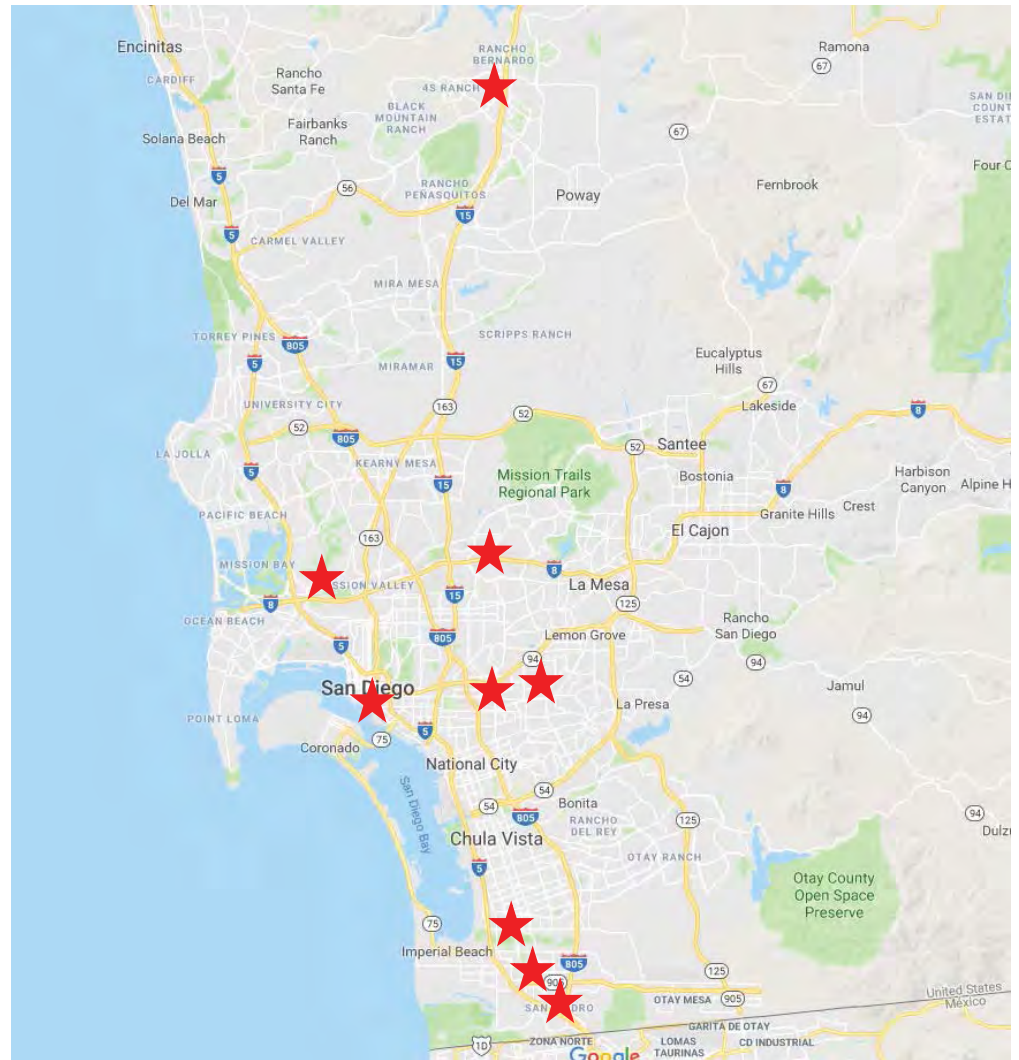 Encinitas
RANCHO
BERNARDO
Ramona
67
CARDIFF
Rancho
Santa Fe
4S RANCH
SAN DI
COUNT
ESTAT
BLACK
MOUNTAIN
RANCH
Fairbanks
Ranch
67
Solana Beach
5
RANCHO
PEÑASQUITOS
56
Poway
Fernbrook
Four C
Del Mar
15
5
CARMEL VALLEY
MIRA MESA
TORREY PINES
805
SCRIPPS RANCH
5
MIRAMAR
15
Eucalyptus
Hills
67
UNIVERSITY CITY
163
Lakeside
52
52
8
LA JOLLA
805
KEARNY MESA
52
Santee
5
15
Mission Trails
Regional Park
Bostonia
Harbison
Canyon
Alpine H
8
PACIFIC BEACH
Granite Hills
Crest
163
El Cajon
MISSION BAY
SSION VALLEY
8
La Mesa
8
15
125
OCEAN BEACH
805
Lemon Grove
Rancho
San Diego
5
94
94
San Diego
54
Jamul
La Presa
POINT LOMA
94
5
75
Coronado
National City
San Diego Bay
54
Bonita
94
805
RANCHO
DEL REY
125
Dulzu
Chula Vista
OTAY RANCH
5
Otay County
Open Space
Preserve
75
Imperial Beach
805
125
905
OTAY MESA
905
United States
México
SAN
DRO
GARITA DE OTAY
1D
ZONA NORTE
LOMAS
TAURINAS
CD INDUSTRIAL
Google